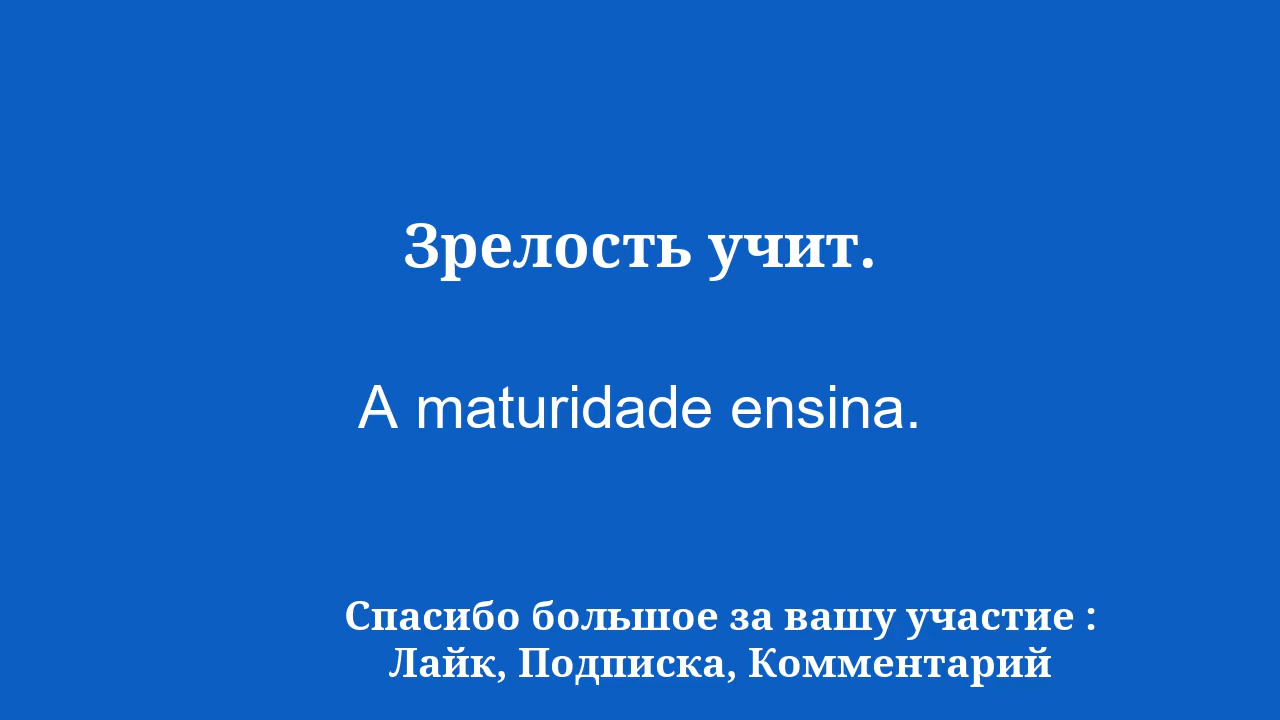 Зрелость учит.
A maturidade ensina.
Спасибо большое за вашу участие :
Лайк, Подписка, Комментарий